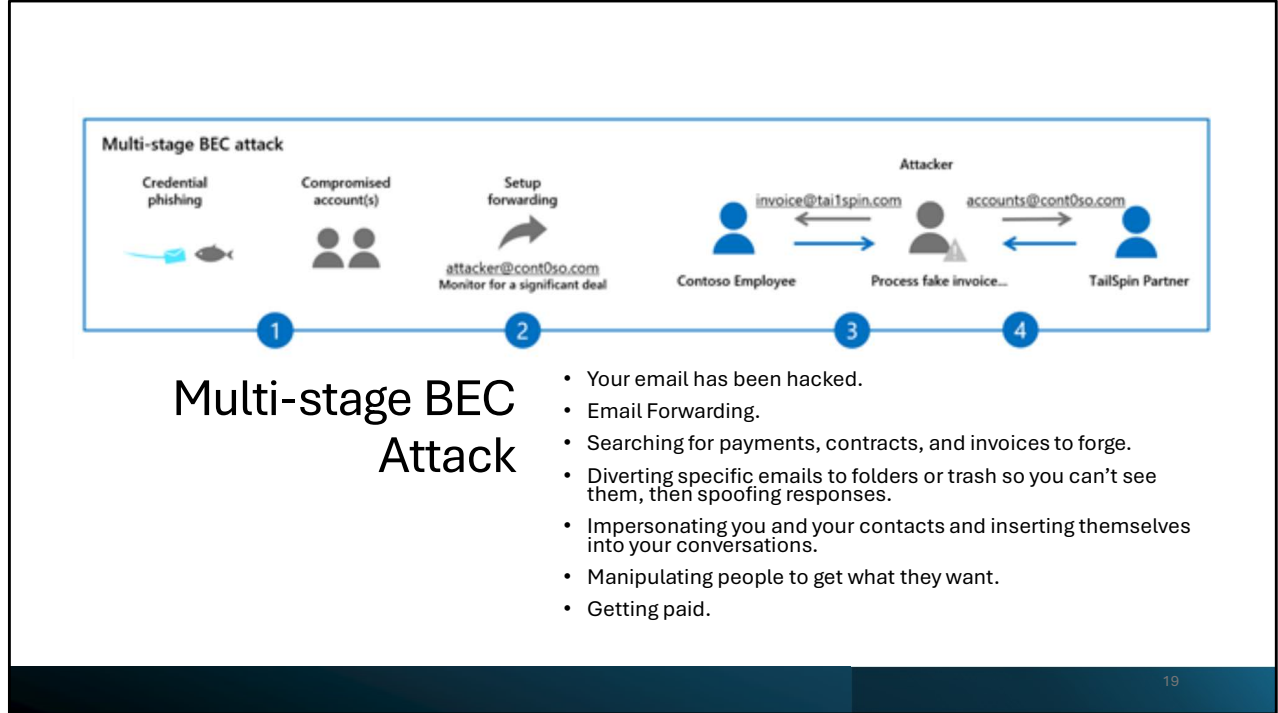 Multi-stage BEC attack
Credential
phishing
Compromised
account(s)
Setup
forwarding
attacker@cont0so.com
Monitor for a significant deal
Attacker
invoice@tai1spin.com
accounts@cont0so.com
Contoso Employee
Process fake invoice...
TailSpin Partner
1
2
3
4
Multi-stage BEC
Attack
• Your email has been hacked.
• Email Forwarding.
• Searching for payments, contracts, and invoices to forge.
• Diverting specific emails to folders or trash so you can’t see
them, then spoofing responses.
• Impersonating you and your contacts and inserting themselves
into your conversations.
• Manipulating people to get what they want.
• Getting paid.
19